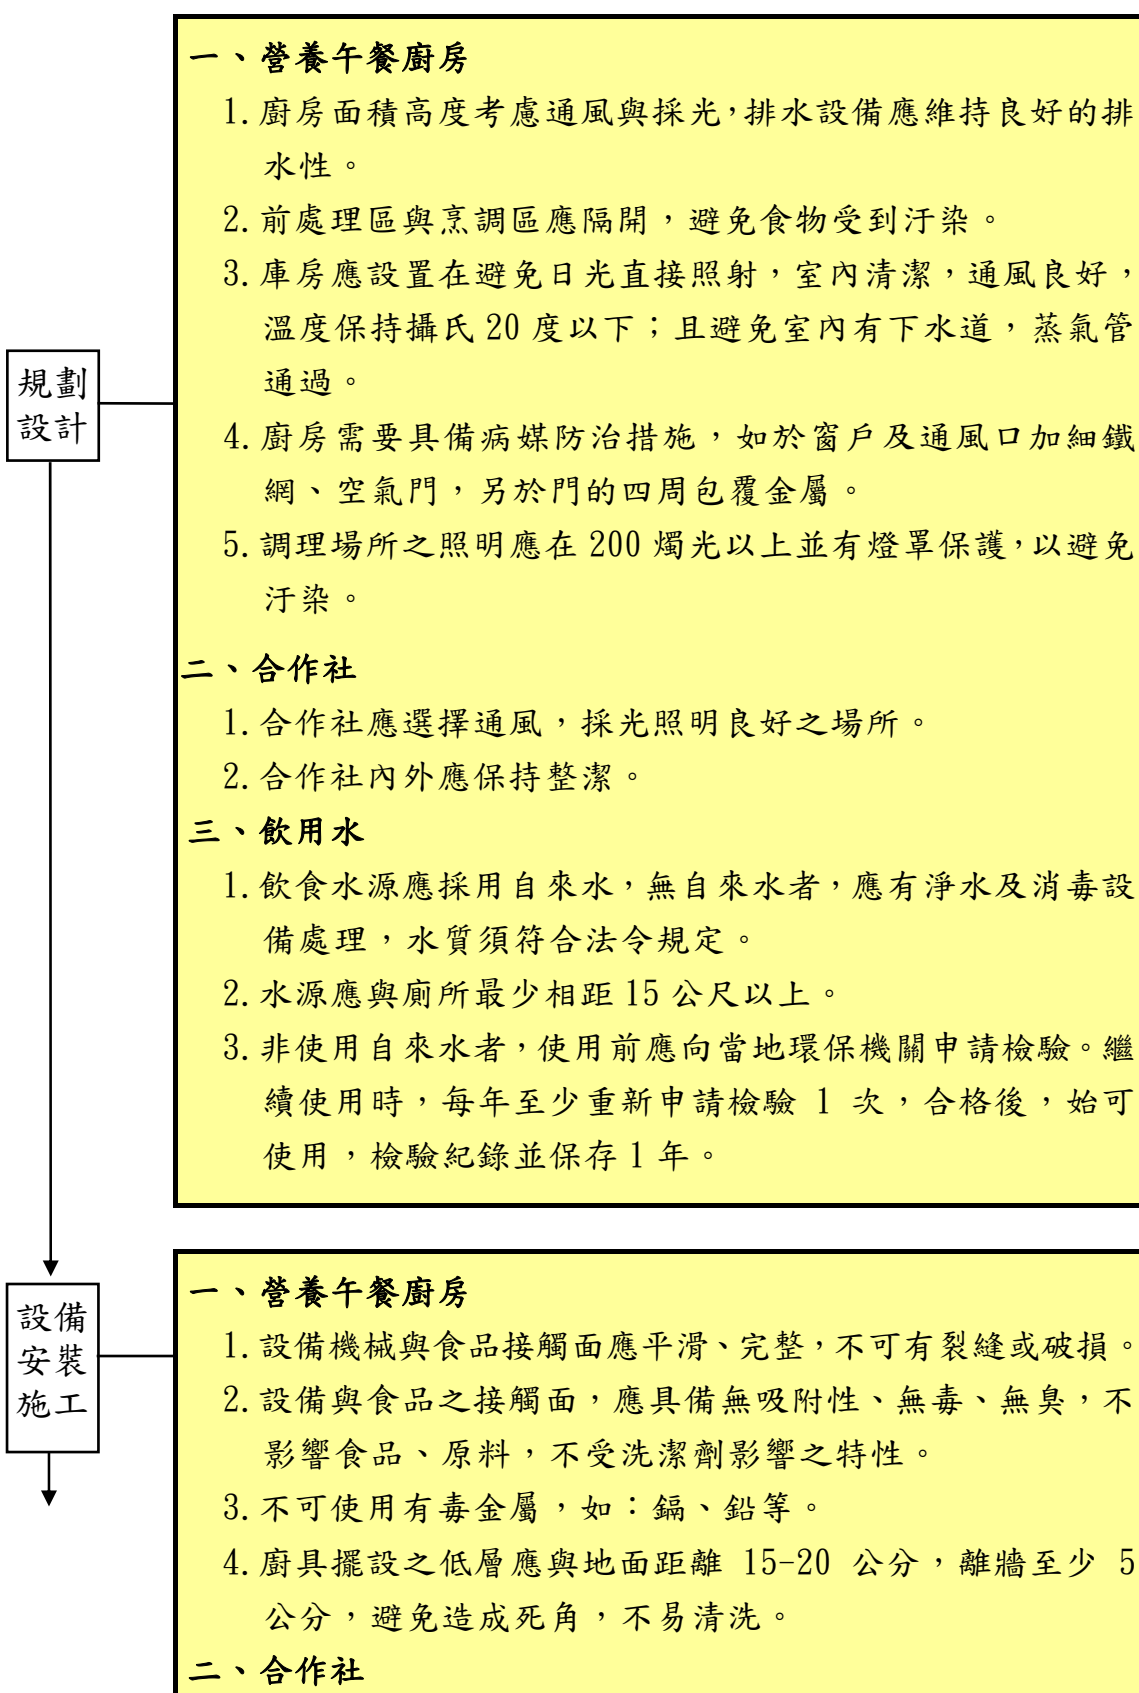 一、營養午餐廚房
1.廚房面積高度考慮通風與採光，排水設備應維持良好的排
水性。
2.前處理區與烹調區應隔開，避免食物受到汙染。
3.庫房應設置在避免日光直接照射，室內清潔，通風良好，
溫度保持攝氏 20 度以下；且避免室內有下水道，蒸氣管
通過。
4.廚房需要具備病媒防治措施，如於窗戶及通風口加細鐵
網、空氣門，另於門的四周包覆金屬。
5.調理場所之照明應在 200 燭光以上並有燈罩保護，以避免
汙染。
二、合作社
1.合作社應選擇通風，採光照明良好之場所。
2.合作社內外應保持整潔。
三、飲用水
1.飲食水源應採用自來水，無自來水者，應有淨水及消毒設
備處理，水質須符合法令規定。
2.水源應與廁所最少相距 15 公尺以上。
3.非使用自來水者，使用前應向當地環保機關申請檢驗。繼
續使用時，每年至少重新申請檢驗 1 次，合格後，始可
使用，檢驗紀錄並保存 1 年。
規劃
設計
一、營養午餐廚房
1.設備機械與食品接觸面應平滑、完整，不可有裂縫或破損。
2.設備與食品之接觸面，應具備無吸附性、無毒、無臭，不
影響食品、原料，不受洗潔劑影響之特性。
3.不可使用有毒金屬，如：鎘、鉛等。
4.廚具擺設之低層應與地面距離 15-20 公分，離牆至少 5
公分，避免造成死角，不易清洗。
二、合作社
設備
安裝
施工